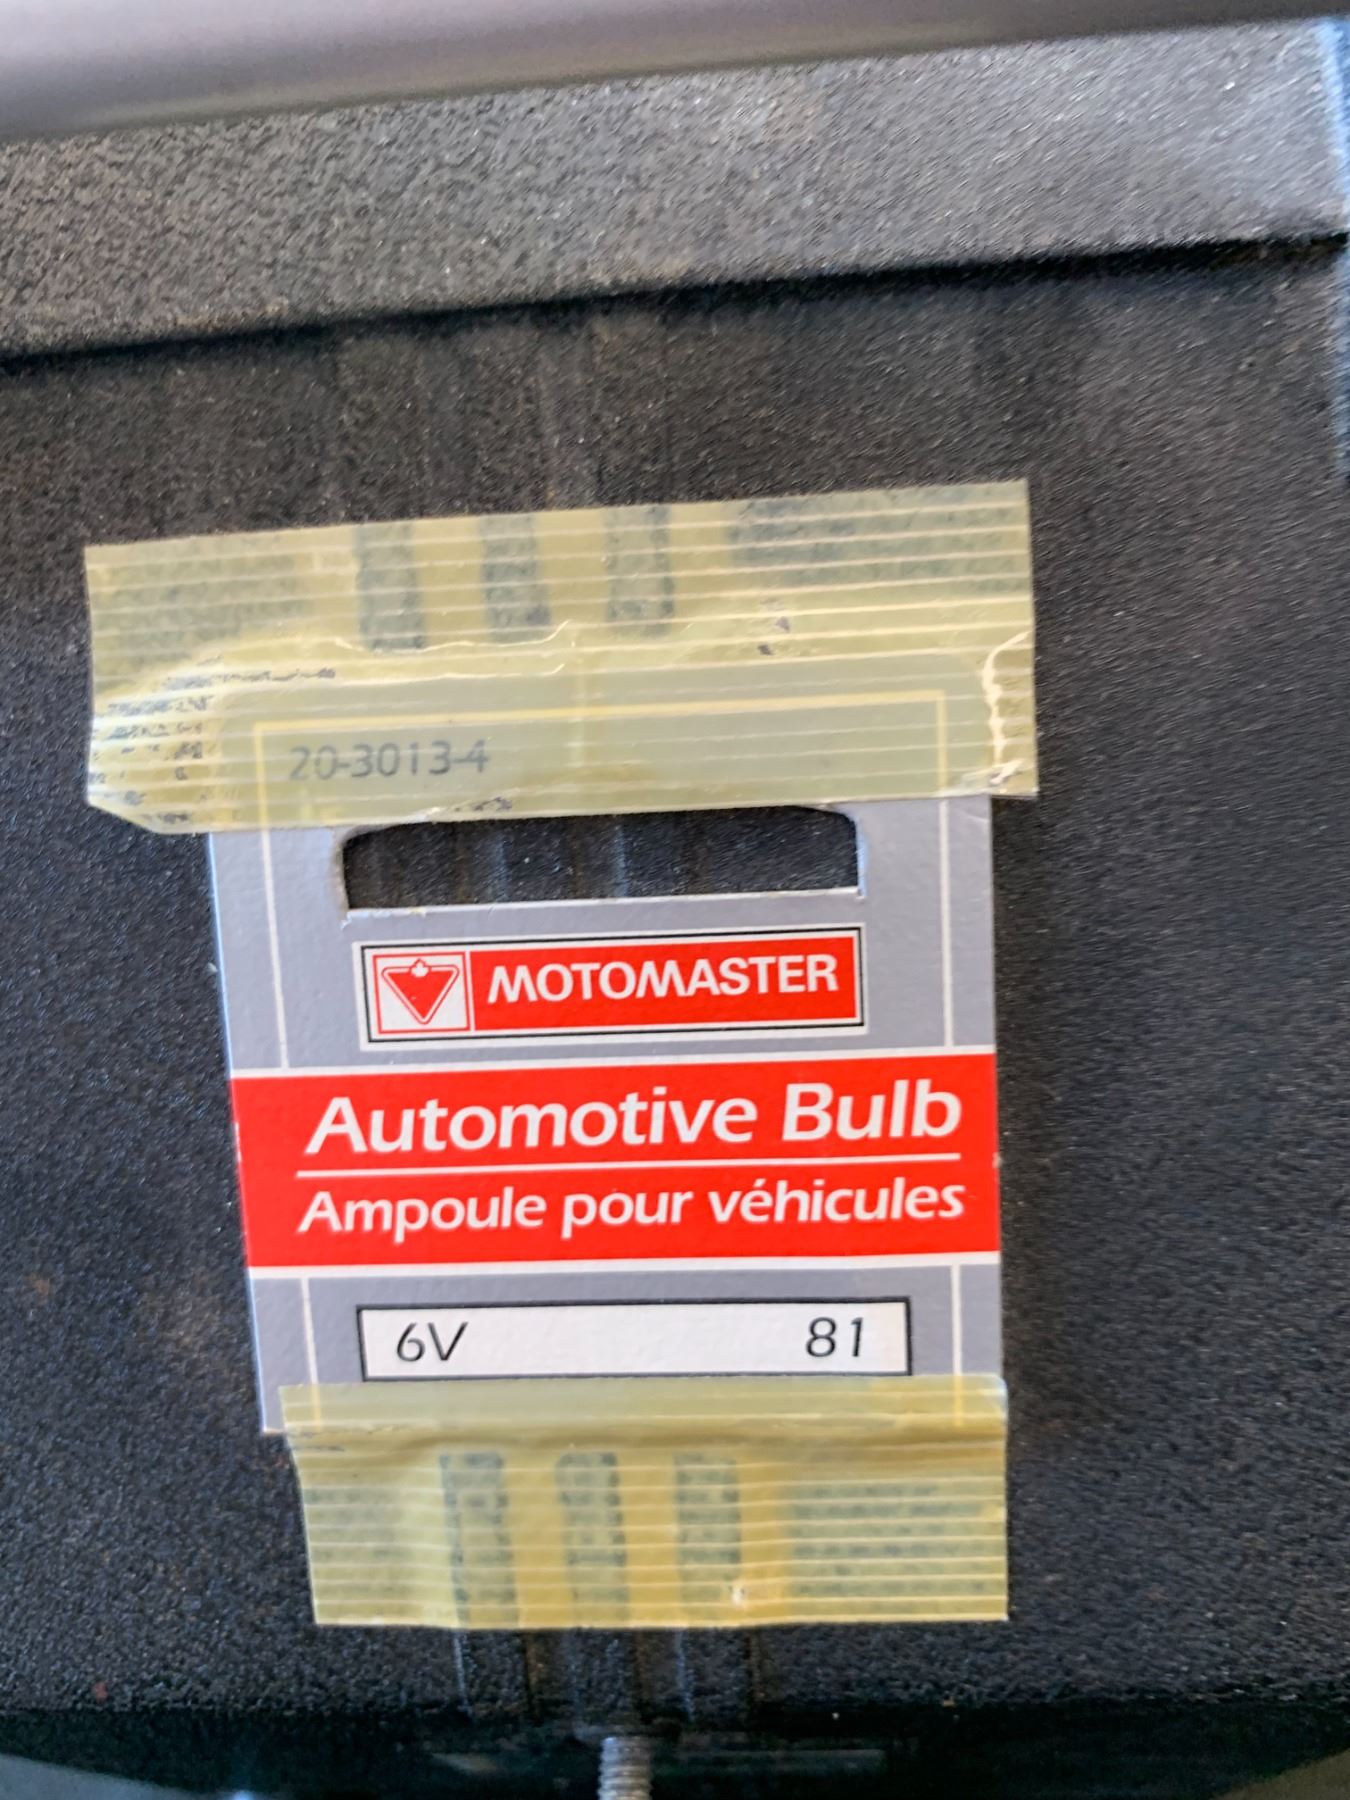 20-3013-4
MOTOMASTER
Automotive Bulb
Ampoule pour véhicules
6V 81